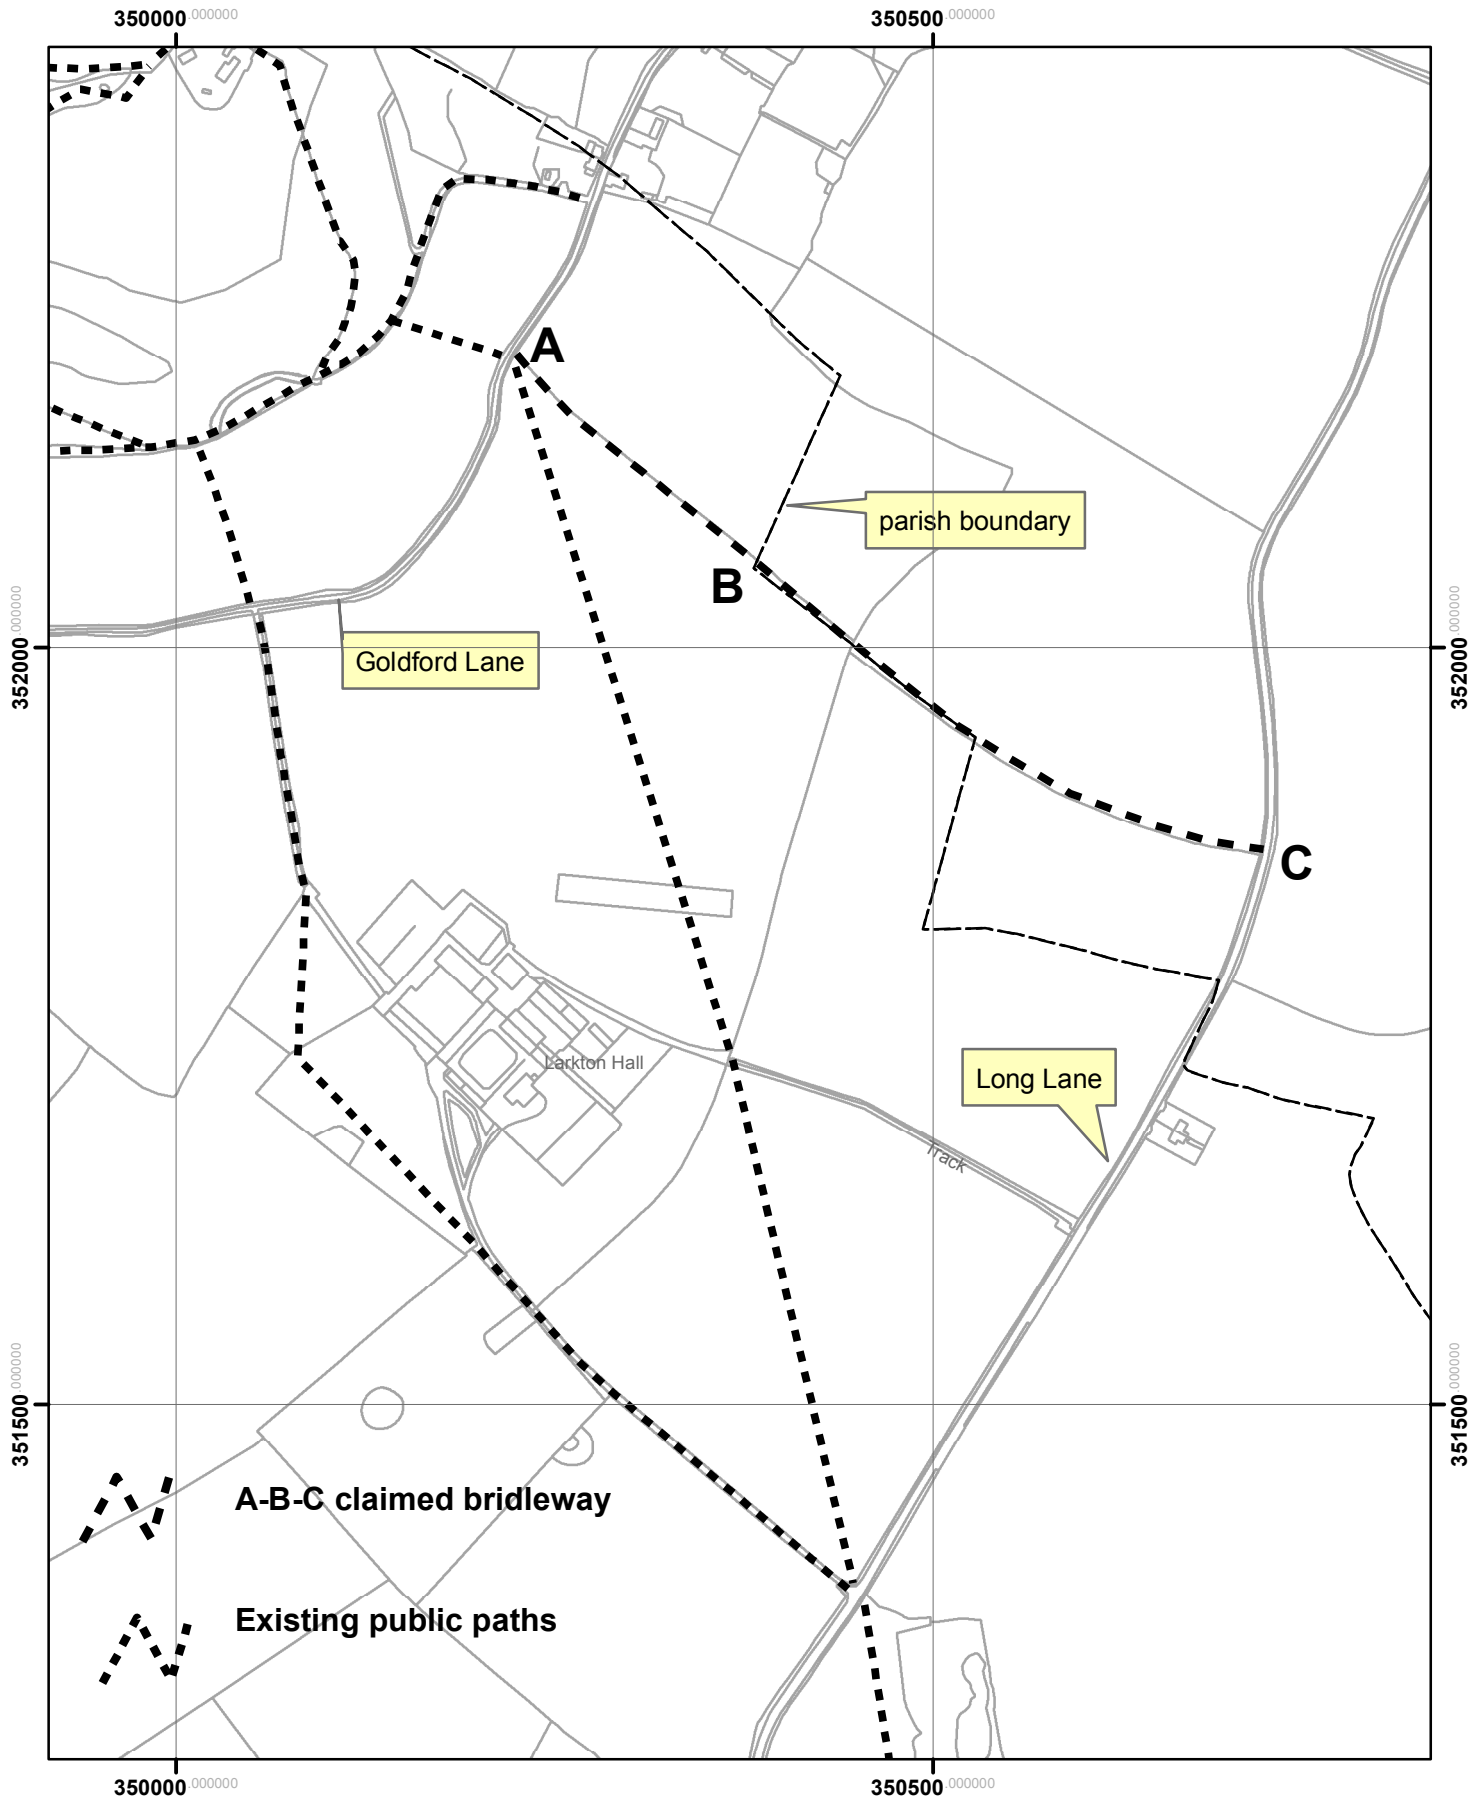 350000.000000 350500.000000
A
parish boundary
B
352000.000000 352000.000000
Goldford Lane
C
Larkton Hall
Long Lane
Track
351500.000000 351500.000000
A-B-C claimed bridleway
Existing public paths
350000.000000 350500.000000